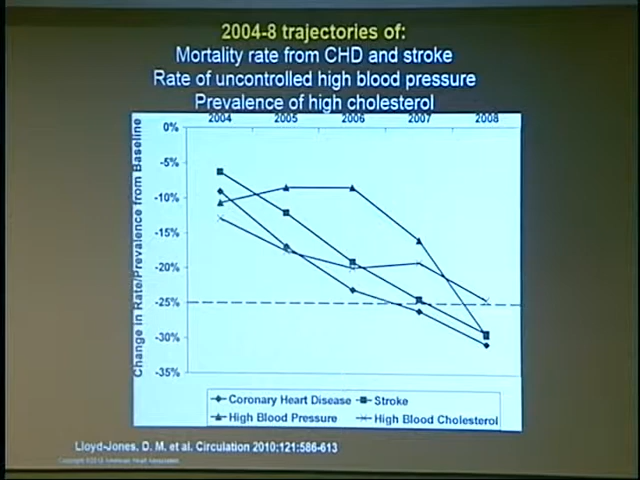 2004-8 trajectories of:
Mortality rate from CHD and stroke
Rate of uncontrolled high blood pressure
Prevalence of high cholesterol
2004 2005 2006 2007 2008
0%
-5%
-10%
-15%
-20%
-25%
-30%
-35%
Change in Rate/Prevalence from Baseline
Coronary Heart Disease Stroke
High Blood Pressure High Blood Cholesterol
Lloyd-Jones, D. M. et al. Circulation 2010;121:586-613